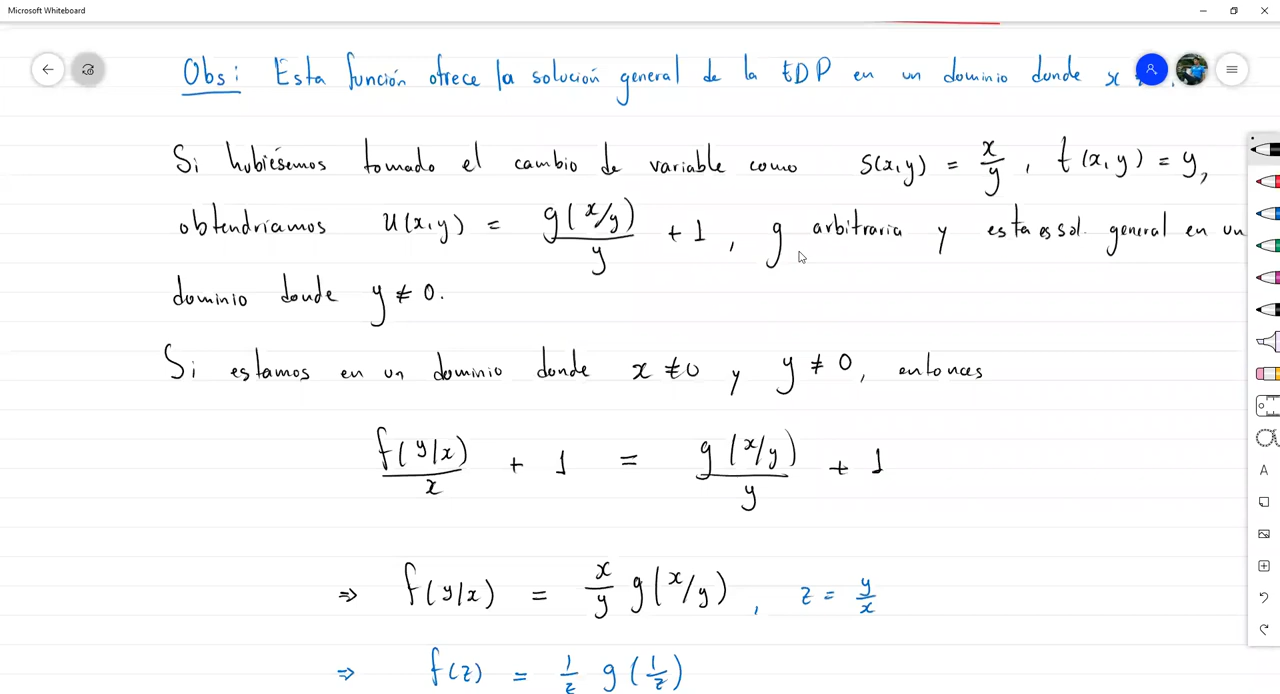 Microsoft Whiteboard
Obs: Esta función ofrece la solución general de la EDP en un dominio donde x
Si hubiésemos tomado el cambio de variable como s(x,y) = x/y, t(x,y) = y,
obtendríamos u(x,y) = g(x/y)/y + 1, g arbitraria y esta es sol. general en un
dominio donde y ≠ 0.
Si estamos en un dominio donde x ≠ 0 y y ≠ 0, entonces
f(y/x)/x + 1 = g(x/y)/y + 1
⇒ f(y/x) = x/y g(x/y), z = y/x
⇒ f(z) = 1/z g(1/z)
A